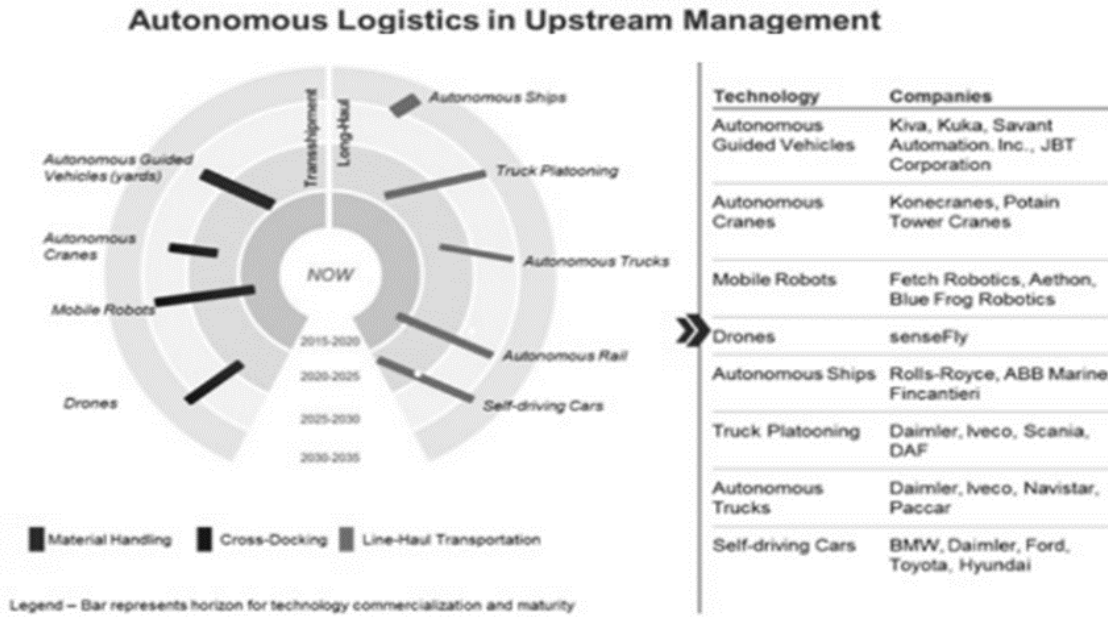 Autonomous Logistics in Upstream Management
Transshipment
Long-Haul
Autonomous Ships
Autonomous Guided
Vehicles (yards)
Truck Platooning
Autonomous
Cranes
Autonomous Trucks
NOW
Mobile Robots
Autonomous Rail
Drones
Self-driving Cars
2015-2020
2020-2025
2025-2030
2030-2035
Material Handling
Cross-Docking
Line-Haul Transportation
Legend – Bar represents horizon for technology commercialization and maturity
Technology Companies
Autonomous Kiva, Kuka, Savant
Guided Vehicles Automation. Inc., JBT
Corporation
Autonomous Konecranes, Potain
Cranes Tower Cranes
Mobile Robots Fetch Robotics, Aethon,
Blue Frog Robotics
Drones senseFly
Autonomous Ships Rolls-Royce, ABB Marine
Fincantieri
Truck Platooning Daimler, Iveco, Scania,
DAF
Autonomous Daimler, Iveco, Navistar,
Trucks Paccar
Self-driving Cars BMW, Daimler, Ford,
Toyota, Hyundai